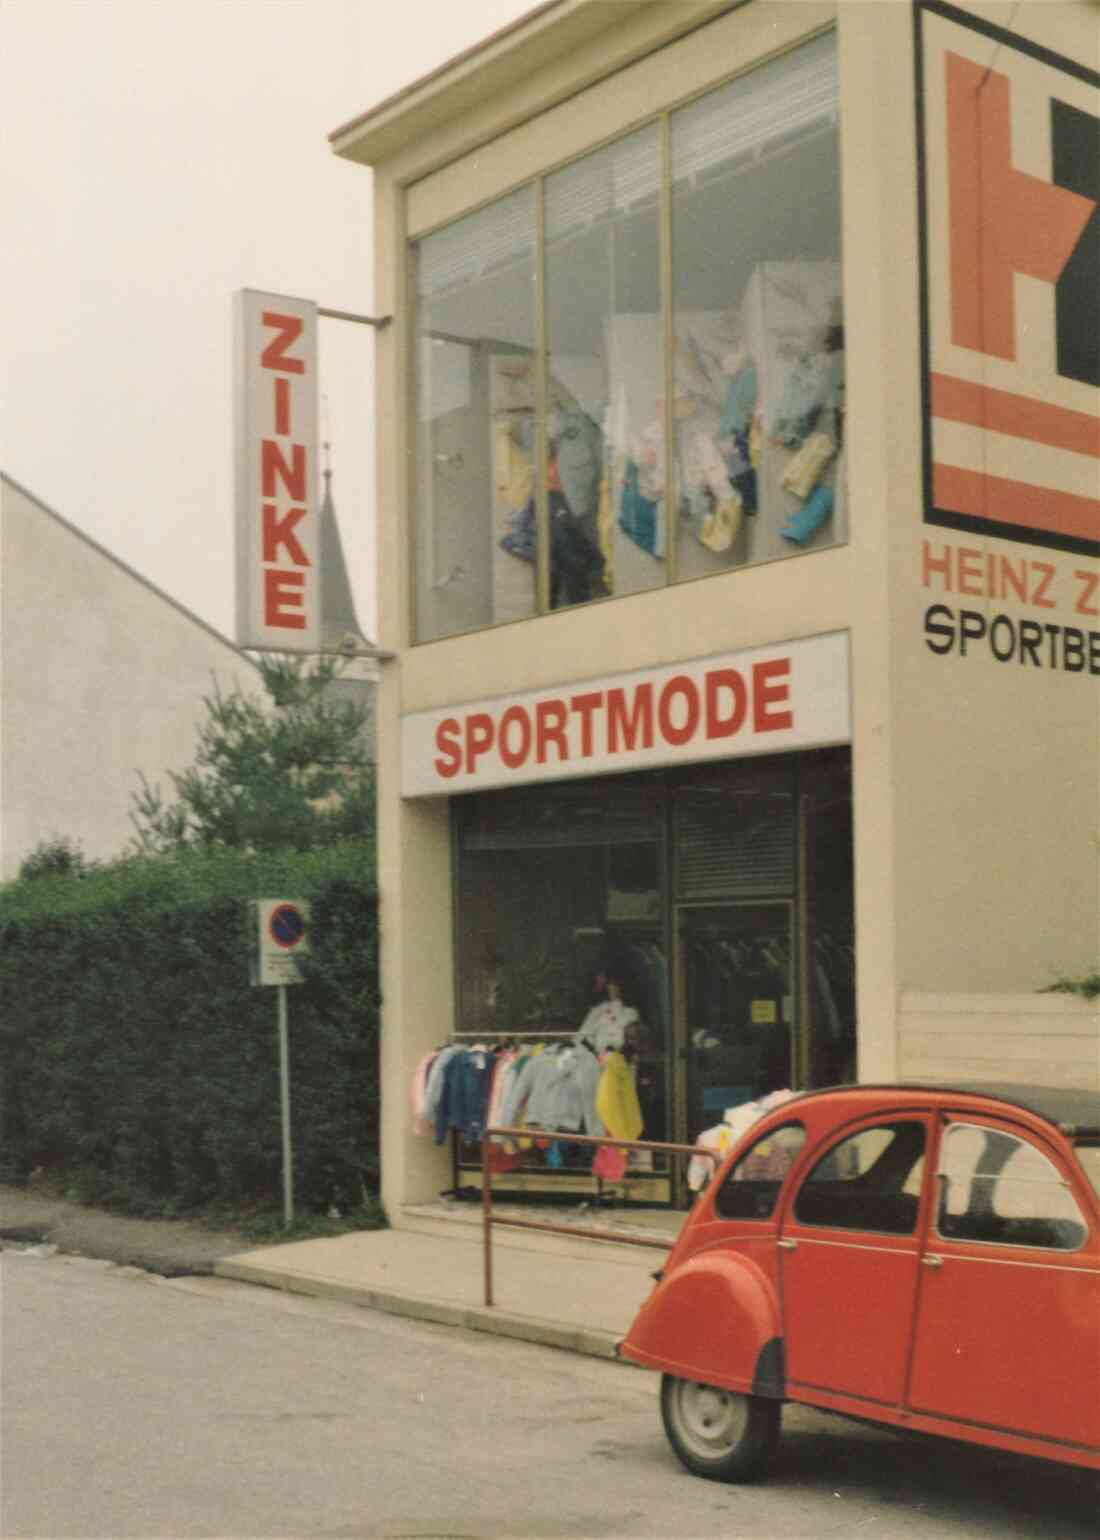 ZINKE
SPORTMODE
HEINZ Z
SPORTBE